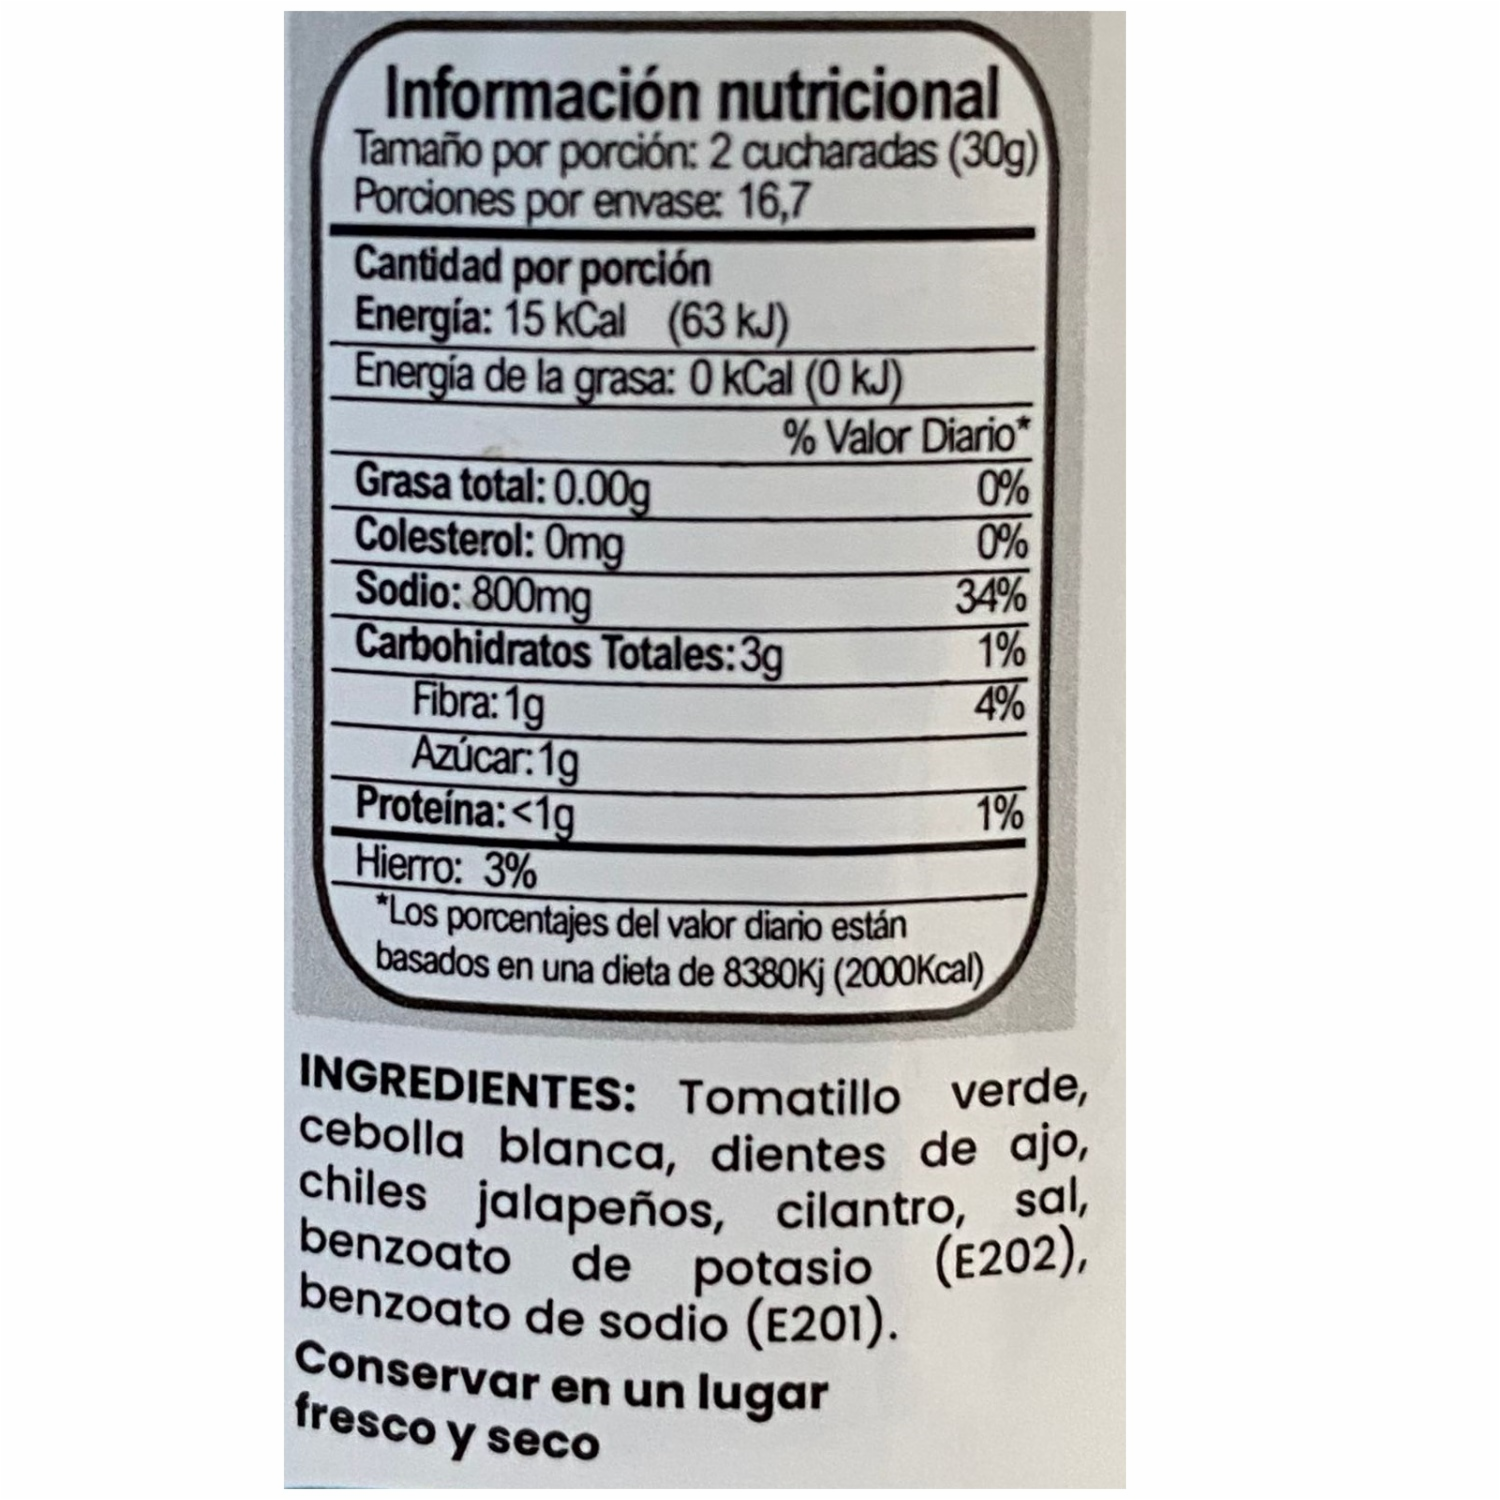 Información nutricional
Tamaño por porción: 2 cucharadas (30g)
Porciones por envase: 16,7
Cantidad por porción
Energía: 15 kCal (63 kJ)
Energía de la grasa: 0 kCal (0 kJ)
% Valor Diario*
Grasa total: 0.00g 0%
Colesterol: 0mg 0%
Sodio: 800mg 34%
Carbohidratos Totales: 3g 1%
Fibra: 1g 4%
Azúcar: 1g
Proteína: <1g 1%
Hierro: 3%
*Los porcentajes del valor diario están
basados en una dieta de 8380Kj (2000Kcal)
INGREDIENTES: Tomatillo verde,
cebolla blanca, dientes de ajo,
chiles jalapeños, cilantro, sal,
benzoato de potasio (E202),
benzoato de sodio (E201).
Conservar en un lugar
fresco y seco